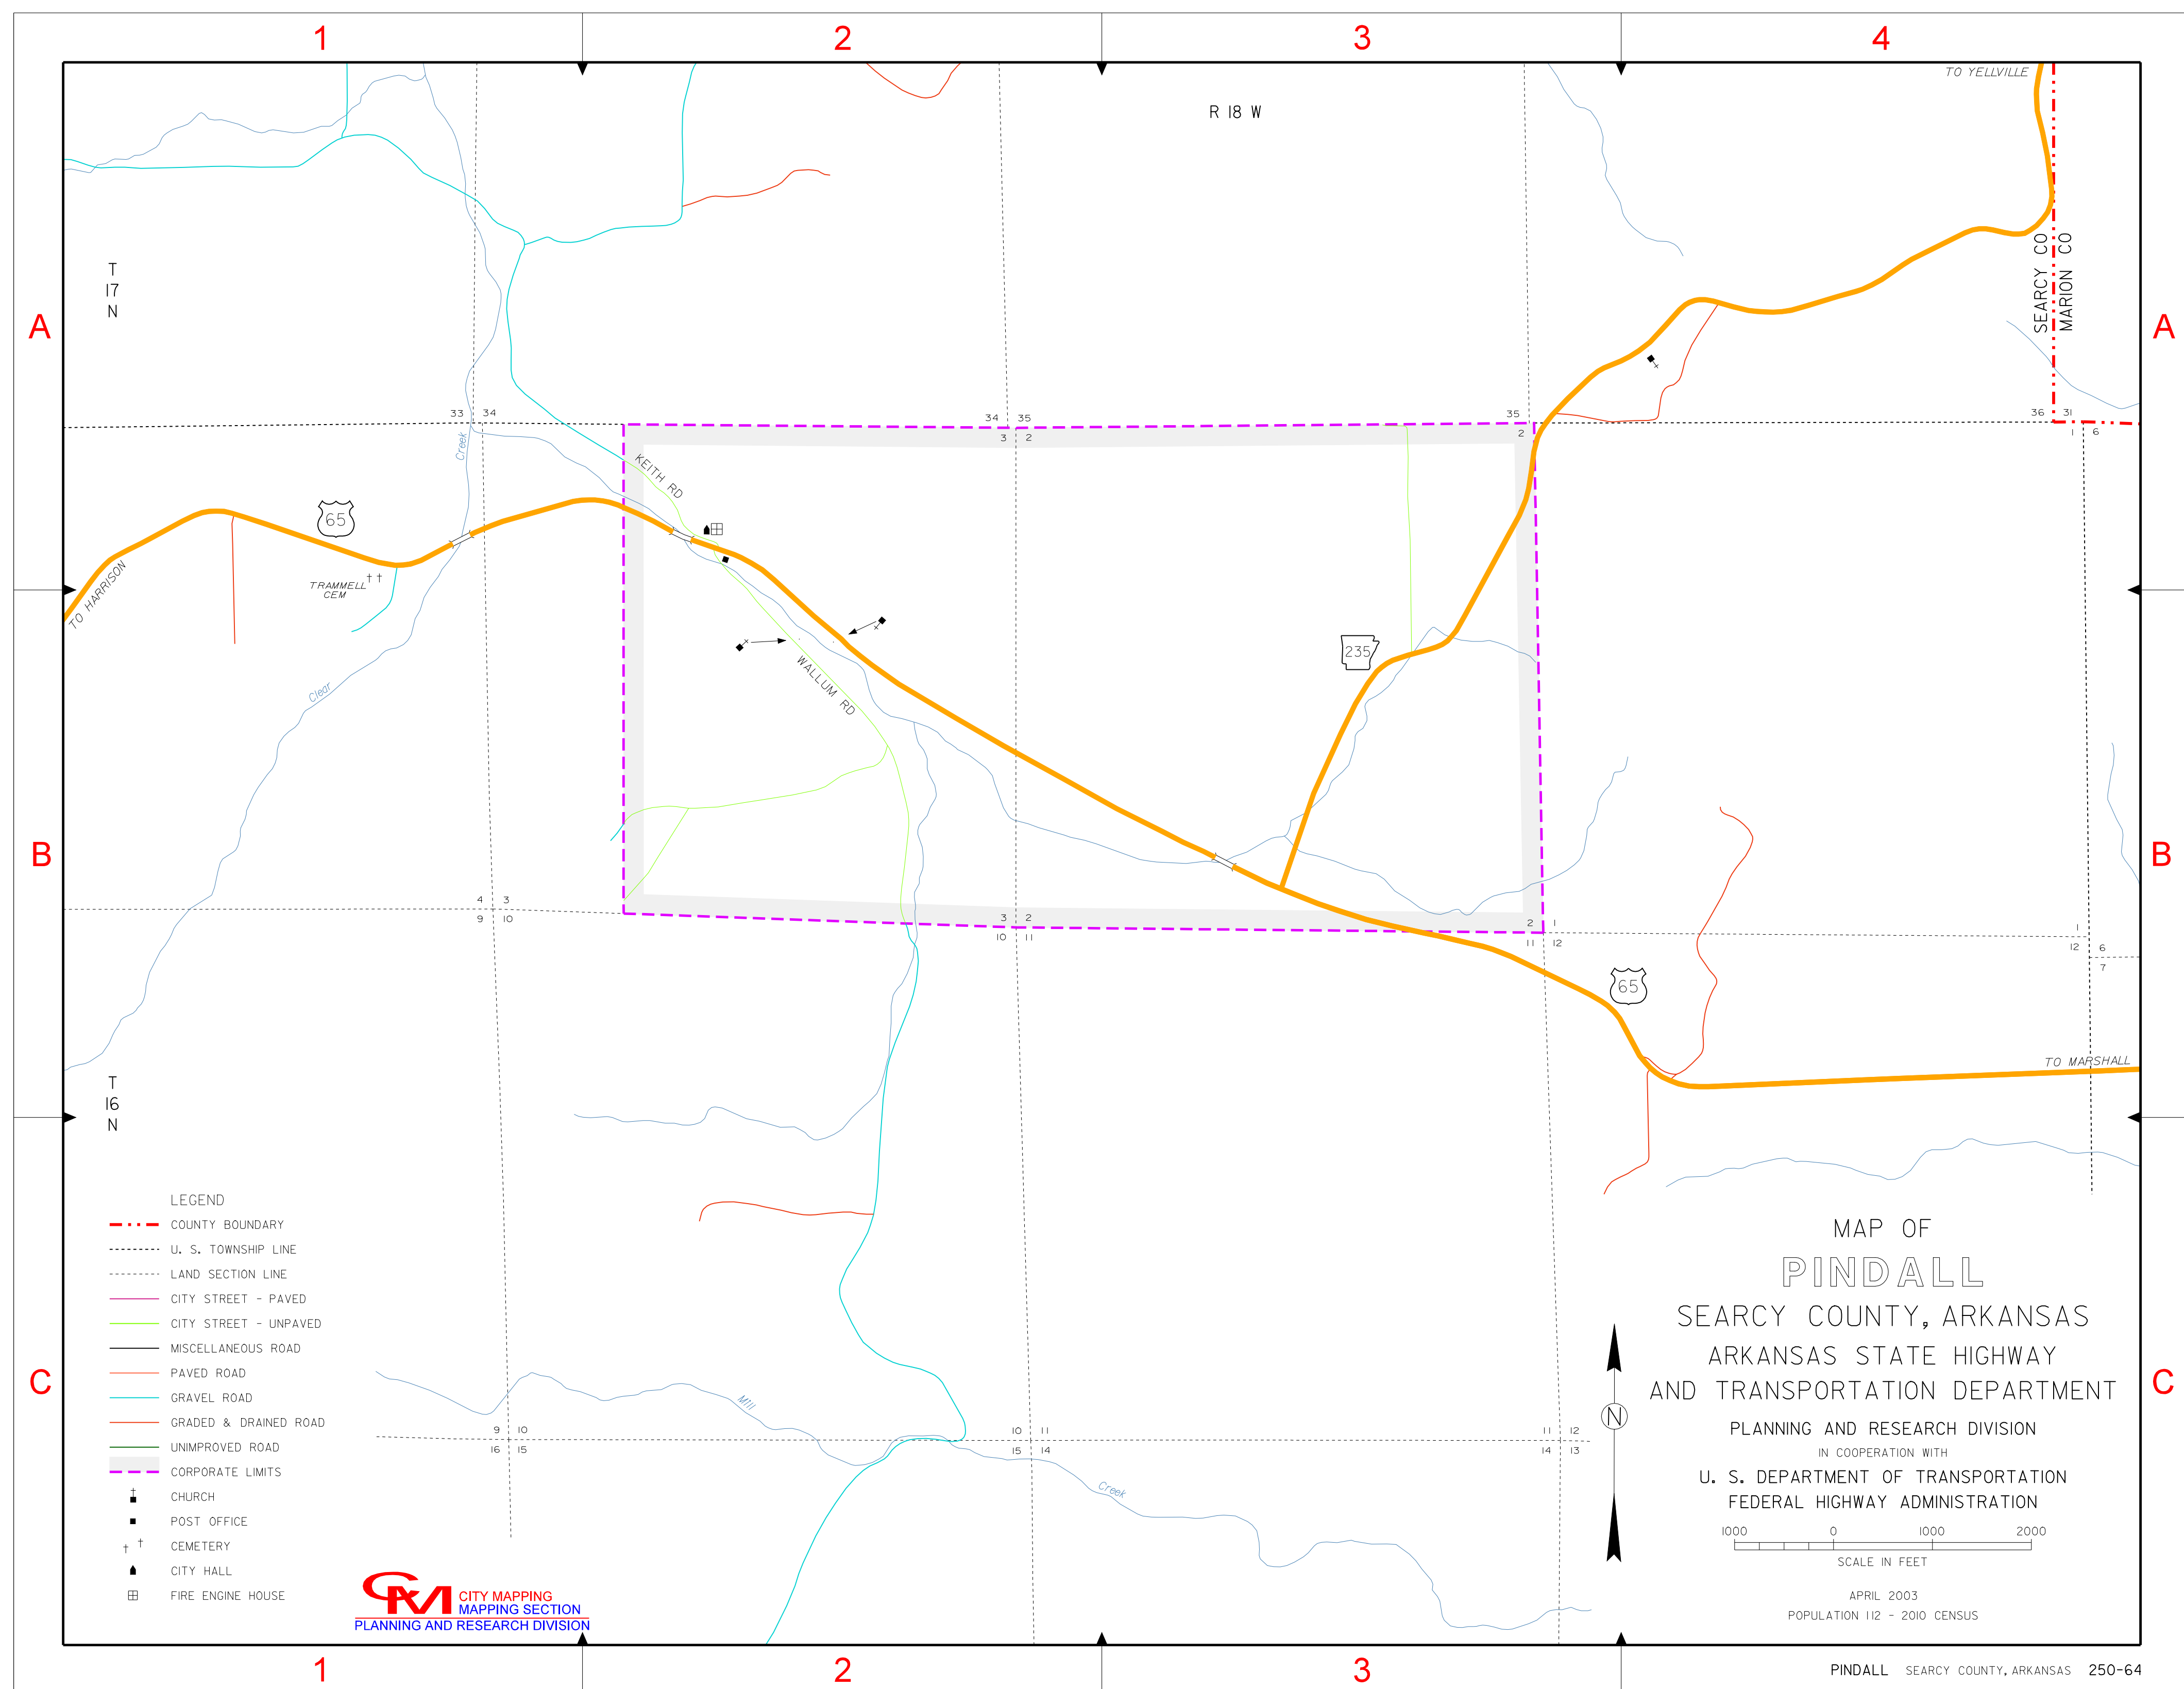 1
2
3
4
TO YELLVILLE
R 18 W
T
17
N
SEARCY CO
MARION CO
A
A
33 34
34 35
35
36 31
3 2
2
1 6
Creek
KEITH RD
65
TRAMMELL
CEM
TO HARRISON
235
WALLUM RD
Clear
B
B
4 3
9 10
3 2
10 11
2 1
11 12
1
12
6
7
65
TO MARSHALL
T
16
N
LEGEND
COUNTY BOUNDARY
U. S. TOWNSHIP LINE
LAND SECTION LINE
CITY STREET - PAVED
CITY STREET - UNPAVED
MISCELLANEOUS ROAD
PAVED ROAD
GRAVEL ROAD
GRADED & DRAINED ROAD
UNIMPROVED ROAD
CORPORATE LIMITS
CHURCH
POST OFFICE
CEMETERY
CITY HALL
FIRE ENGINE HOUSE
C
C
Mill
Creek
9 10
16 15
10 11
15 14
11 12
14 13
N
MAP OF
PINDALL
SEARCY COUNTY, ARKANSAS
ARKANSAS STATE HIGHWAY
AND TRANSPORTATION DEPARTMENT
PLANNING AND RESEARCH DIVISION
IN COOPERATION WITH
U. S. DEPARTMENT OF TRANSPORTATION
FEDERAL HIGHWAY ADMINISTRATION
1000 0 1000 2000
SCALE IN FEET
APRIL 2003
POPULATION 112 - 2010 CENSUS
CM
CITY MAPPING
MAPPING SECTION
PLANNING AND RESEARCH DIVISION
1
2
3
PINDALL SEARCY COUNTY, ARKANSAS 250-64